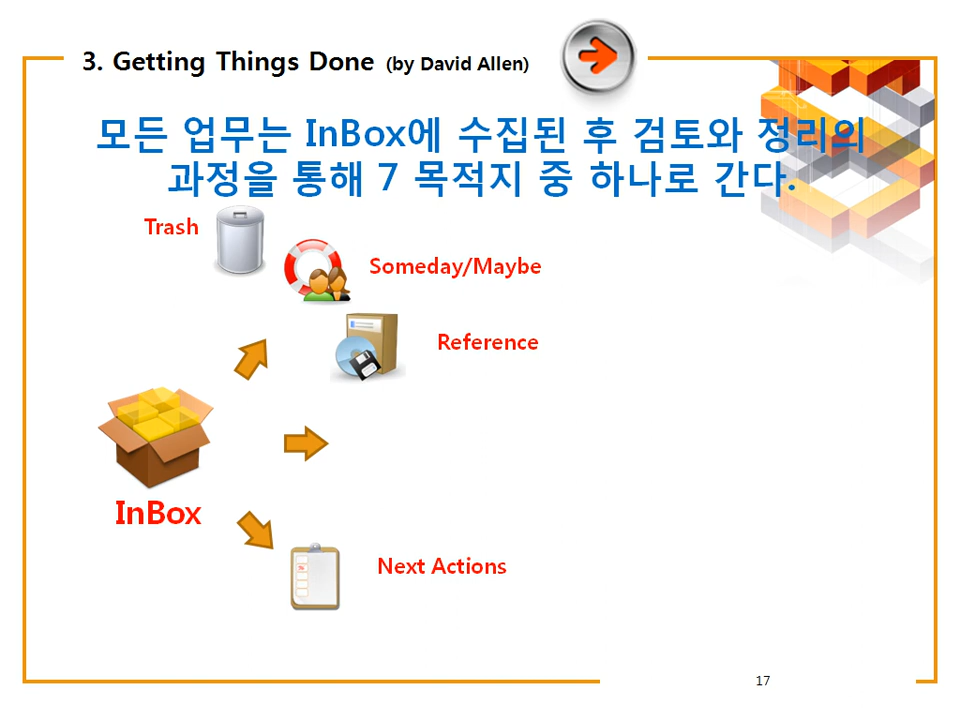 3. Getting Things Done (by David Allen)
모든 업무는 InBox에 수집된 후 검토와 정리의
과정을 통해 7 목적지 중 하나로 간다.
Trash
Someday/Maybe
Reference
InBox
Next Actions
17